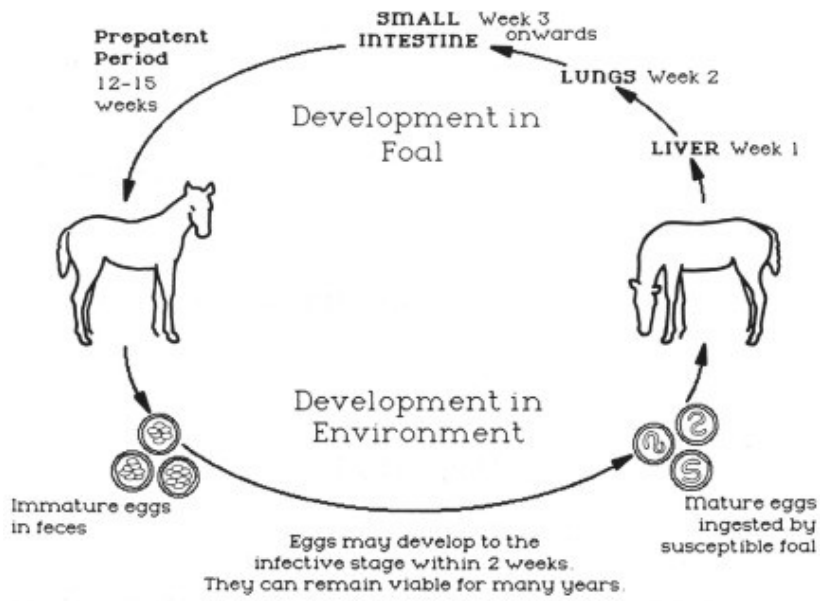 SMALL Week 3
INTESTINE onwards
Prepatent
Period
12-15
weeks
LUNGS Week 2
Development in
Foal
LIVER Week 1
Development in
Environment
Immature eggs
in feces
Mature eggs
ingested by
susceptible foal
Eggs may develop to the
infective stage within 2 weeks.
They can remain viable for many years.